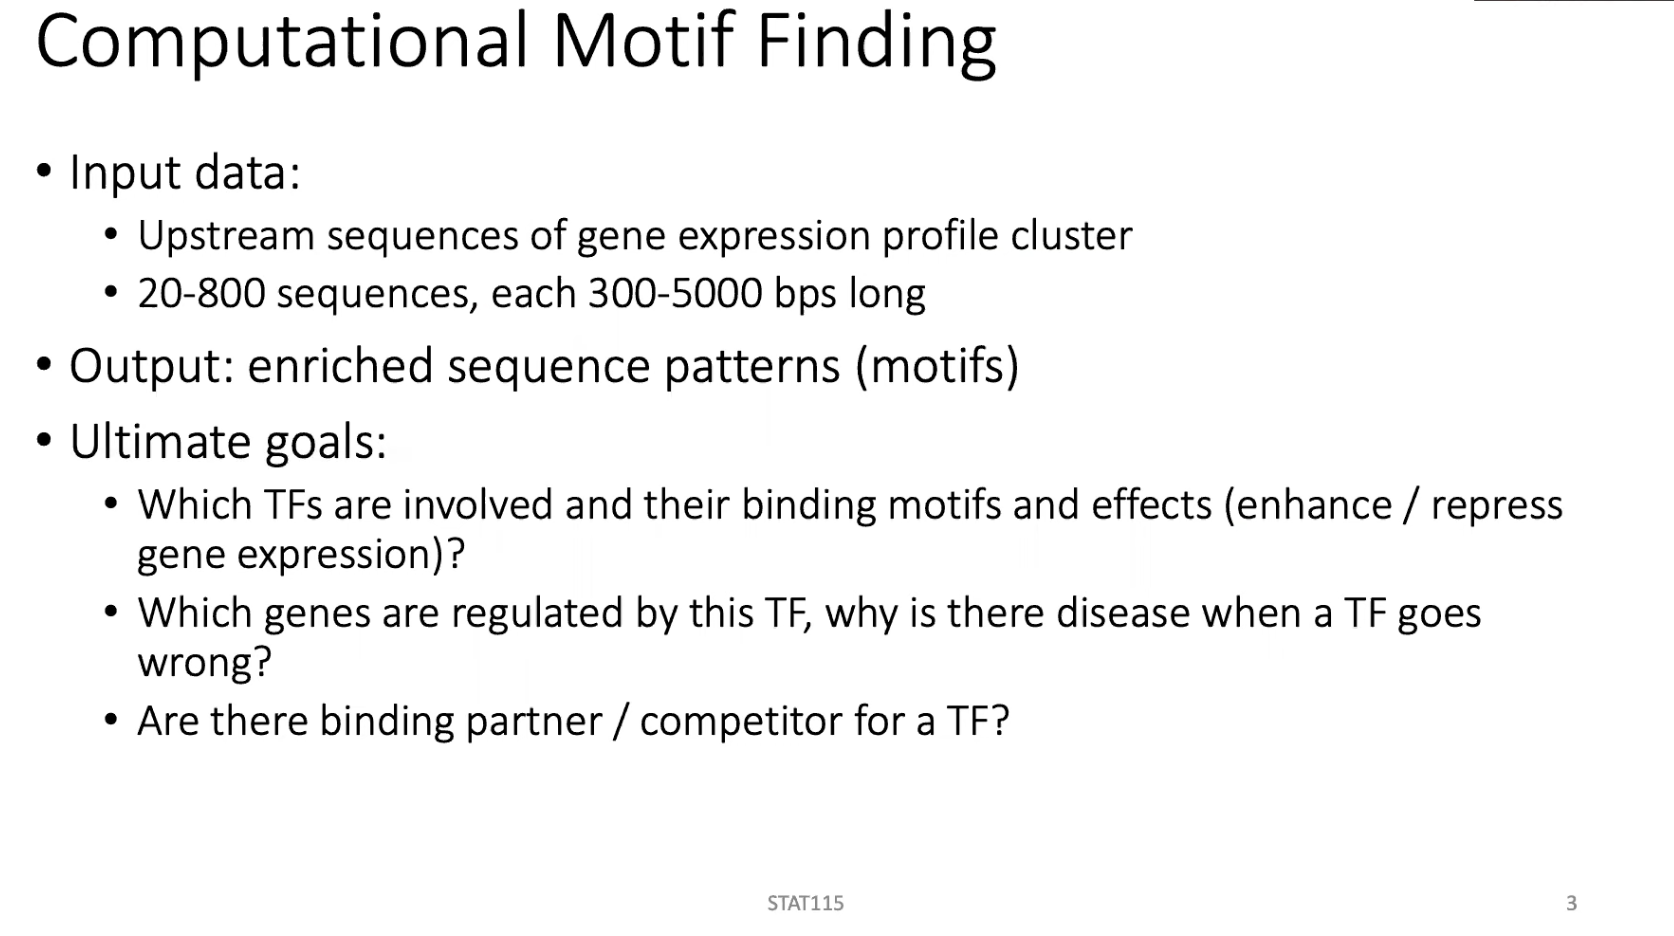 Computational Motif Finding
• Input data:
• Upstream sequences of gene expression profile cluster
• 20-800 sequences, each 300-5000 bps long
• Output: enriched sequence patterns (motifs)
• Ultimate goals:
• Which TFs are involved and their binding motifs and effects (enhance / repress
gene expression)?
• Which genes are regulated by this TF, why is there disease when a TF goes
wrong?
• Are there binding partner / competitor for a TF?
STAT115
3